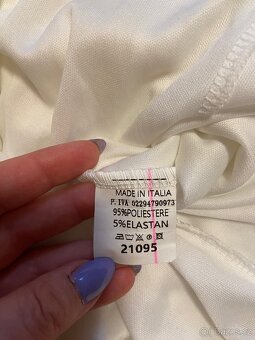 MADE IN ITALIA
P. IVA 02294790973
95%POLIESTERE
5%ELASTAN
21095